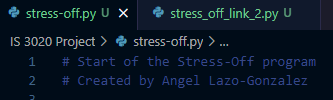 stress-off.py U X stress_off_link_2.py U
IS 3020 Project > stress-off.py > ...
1 # Start of the Stress-Off program
2 # Created by Angel Lazo-Gonzalez